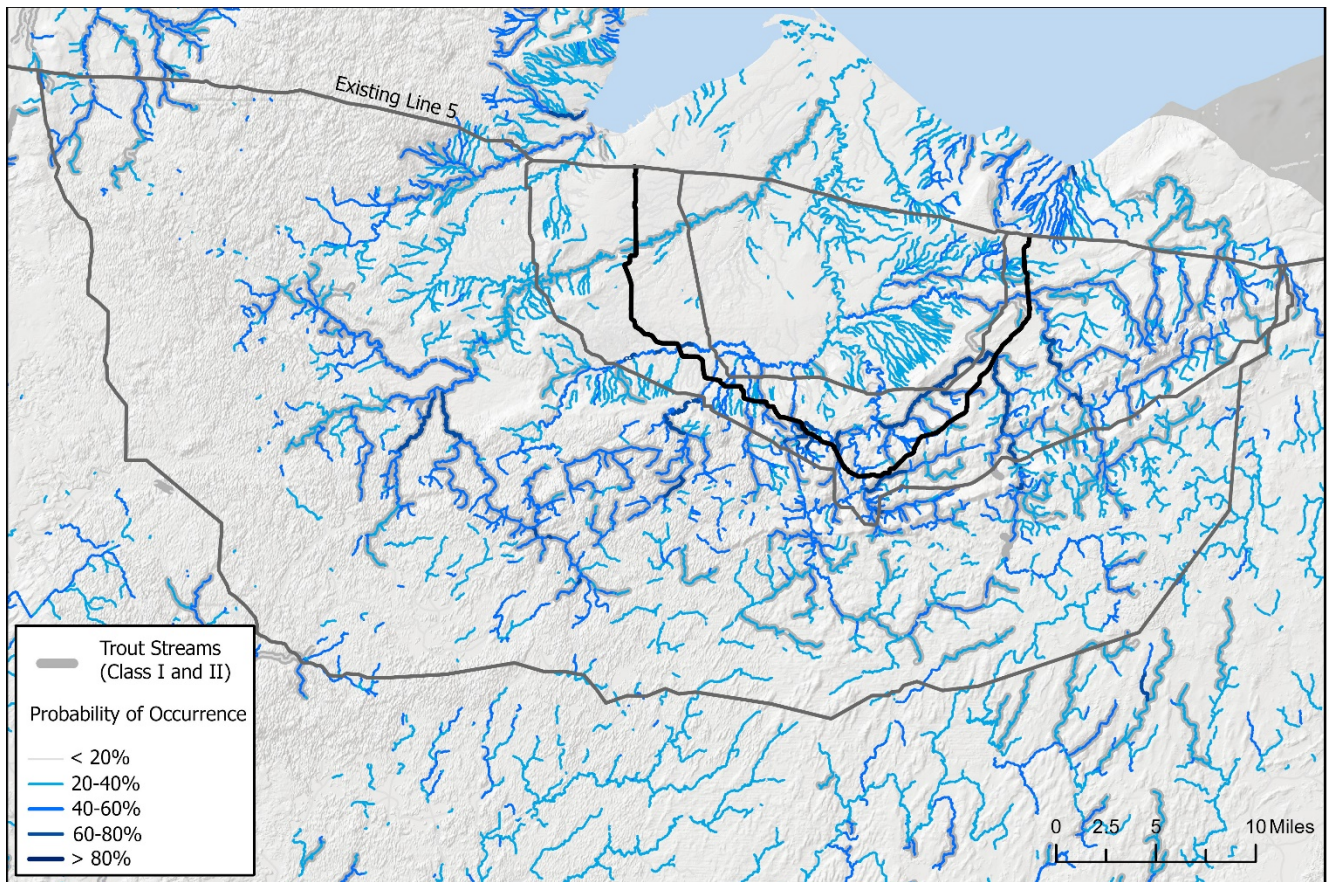 Existing Line 5
Trout Streams
(Class I and II)
Probability of Occurrence
< 20%
20-40%
40-60%
60-80%
> 80%
0 2.5 5 10 Miles